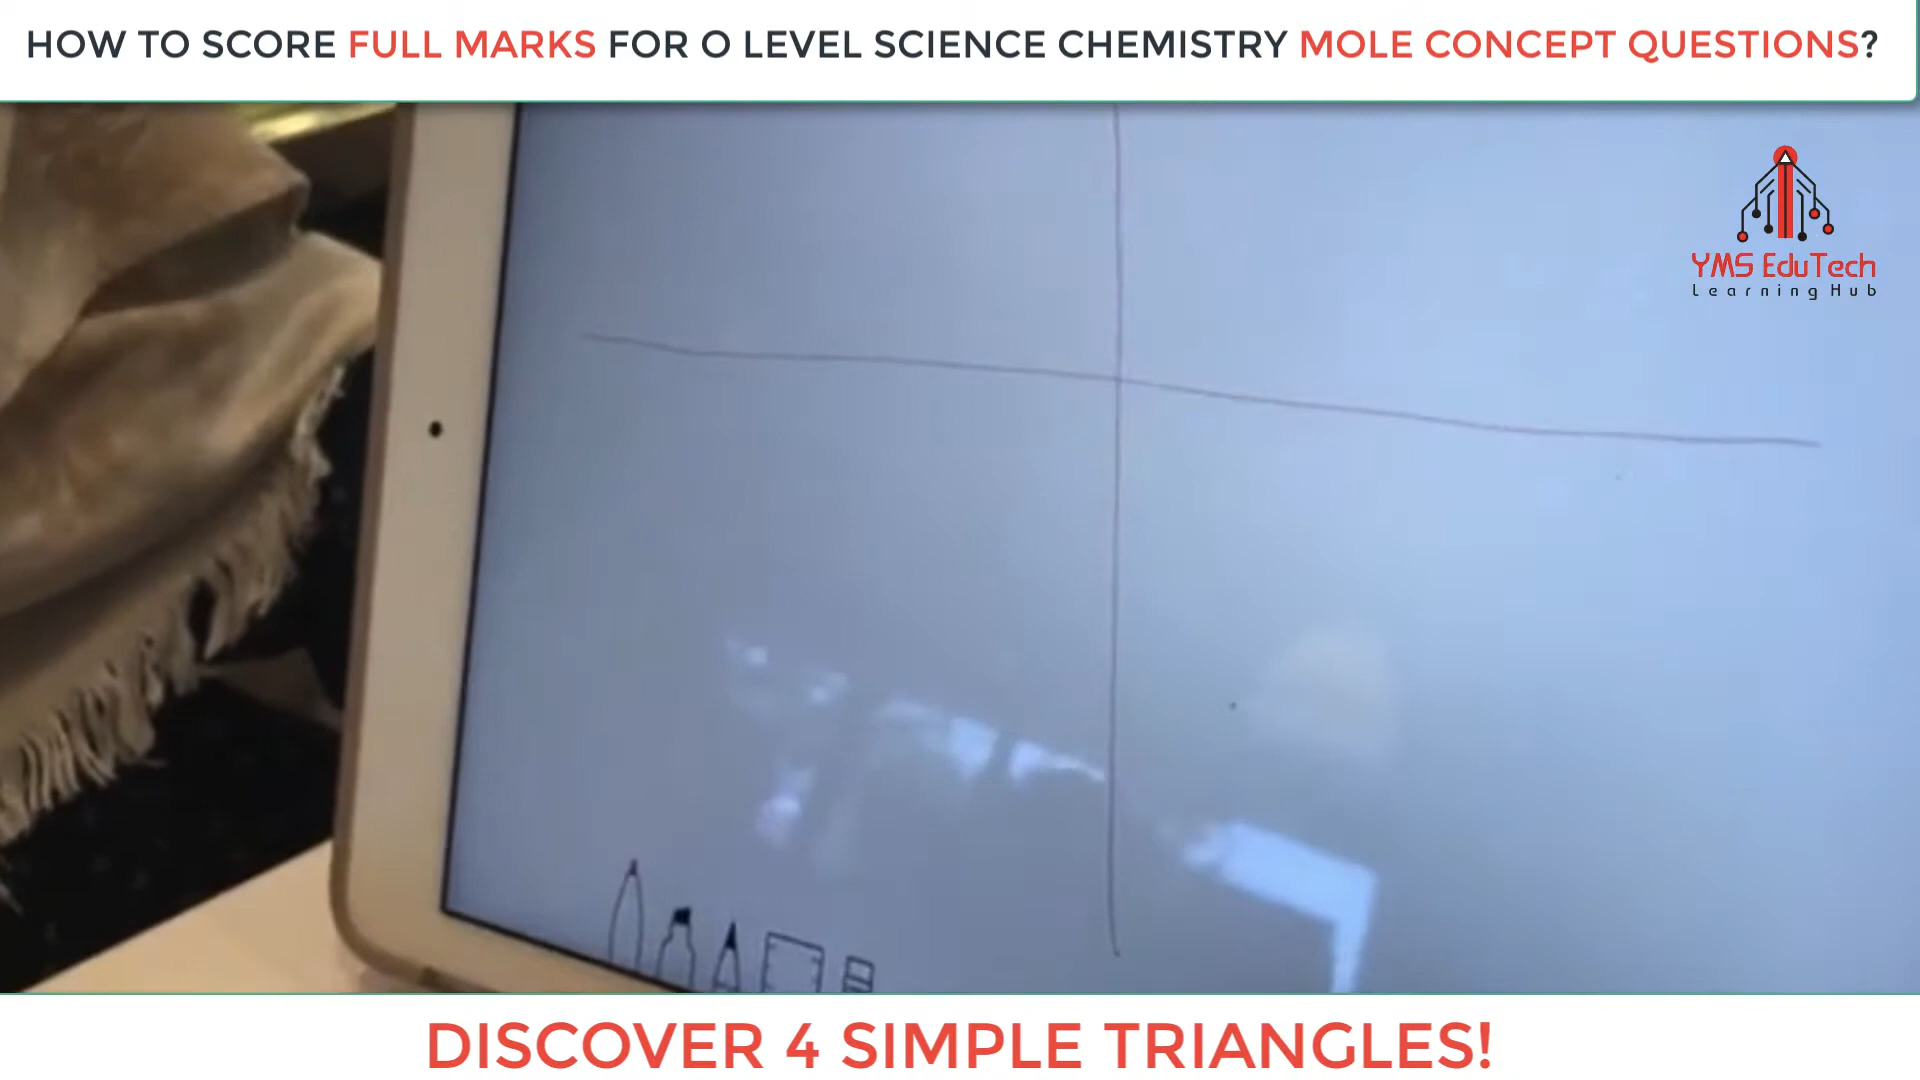 HOW TO SCORE FULL MARKS FOR O LEVEL SCIENCE CHEMISTRY MOLE CONCEPT QUESTIONS?
YMS EduTech
Learning Hub
DISCOVER 4 SIMPLE TRIANGLES!